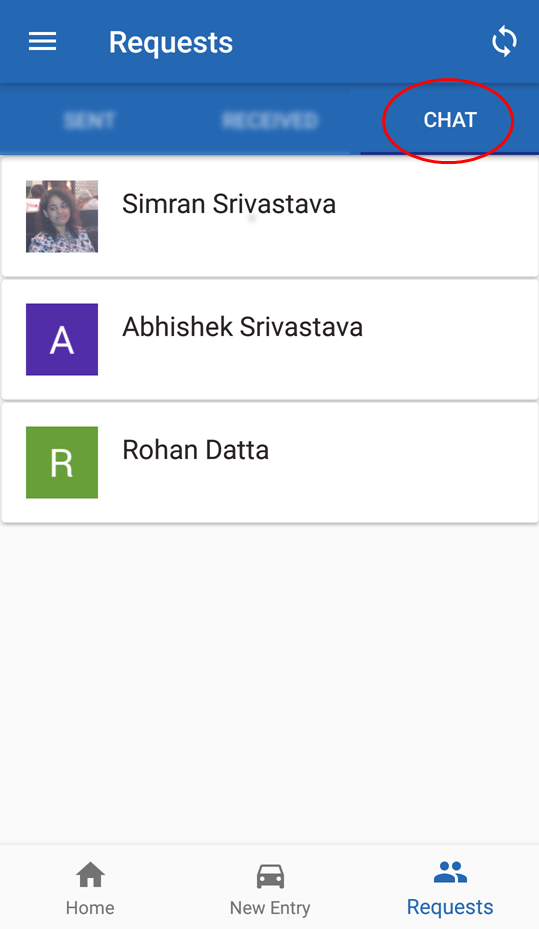 Requests
SENT RECEIVED CHAT
Simran Srivastava
A
Abhishek Srivastava
R
Rohan Datta
Home New Entry Requests